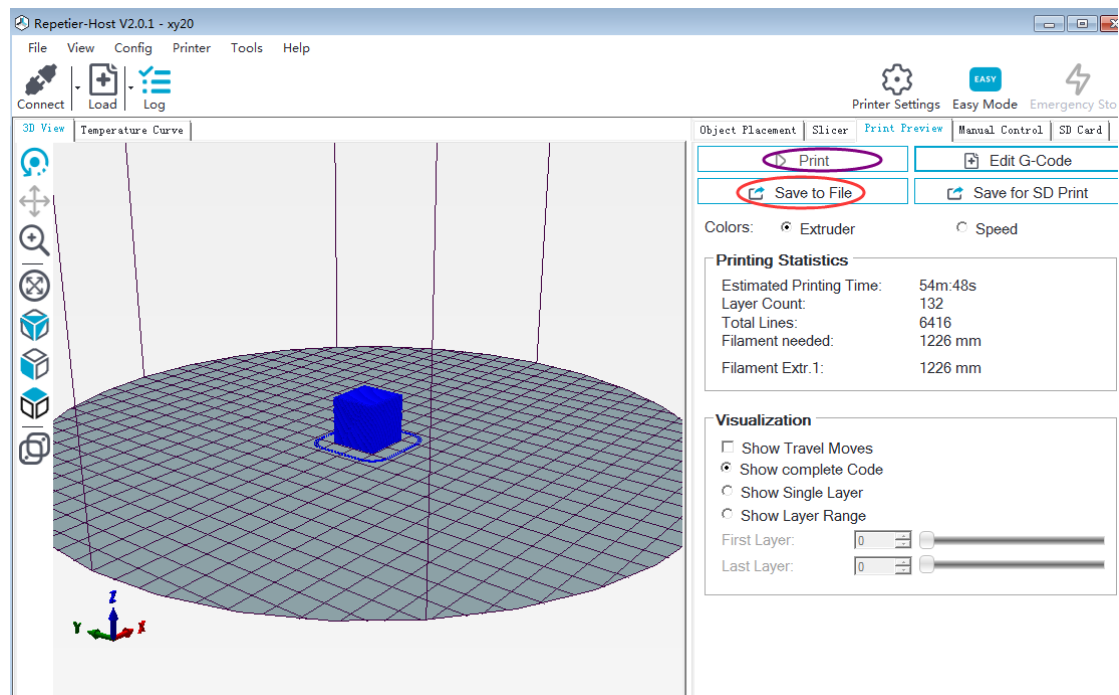 Repetier-Host V2.0.1 - xy20
File View Config Printer Tools Help
Connect Load Log Printer Settings EASY Easy Mode Emergency Sto
3D View Temperature Curve Object Placement Slicer Print Preview Manual Control SD Card
Print Edit G-Code
Save to File Save for SD Print
Colors: Extruder Speed
Printing Statistics
Estimated Printing Time: 54m:48s
Layer Count: 132
Total Lines: 6416
Filament needed: 1226 mm
Filament Extr.1: 1226 mm
Visualization
Show Travel Moves
Show complete Code
Show Single Layer
Show Layer Range
First Layer: 0
Last Layer: 0
Z
Y X